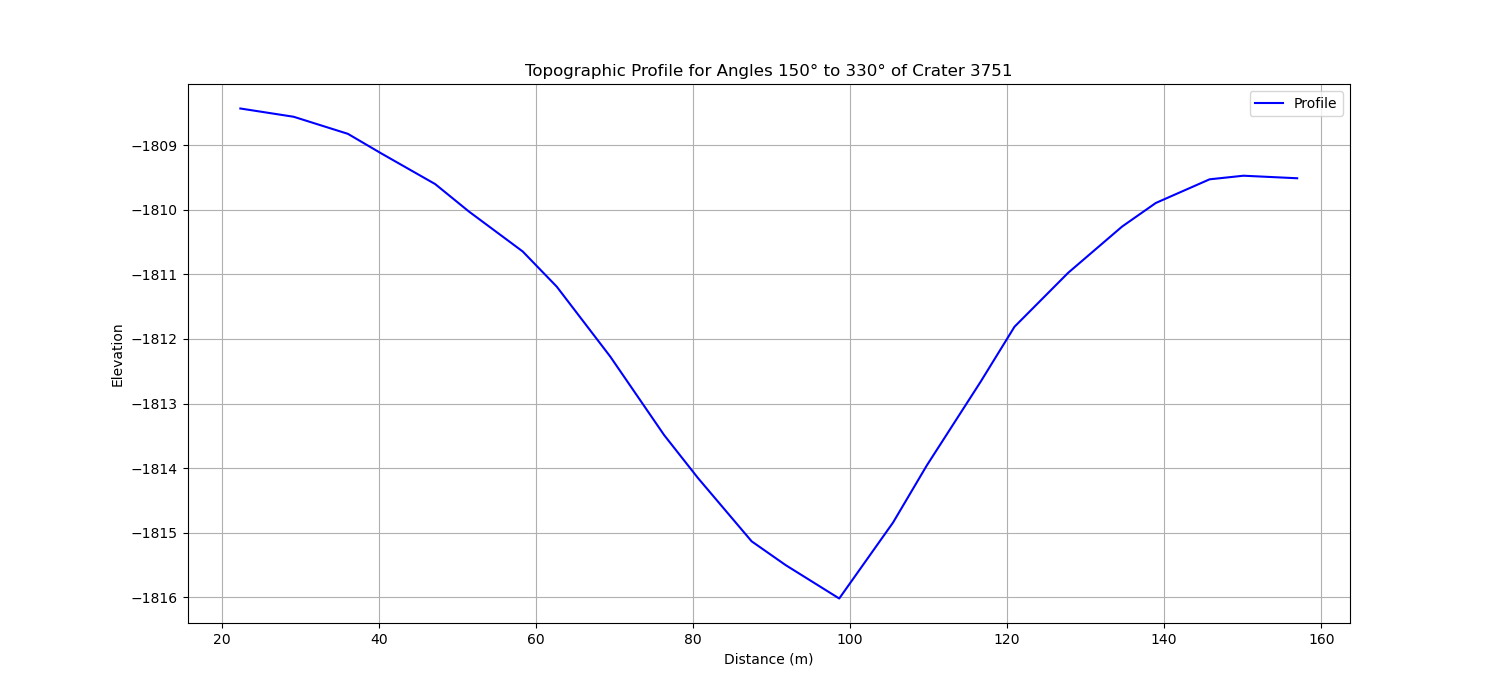 Topographic Profile for Angles 150° to 330° of Crater 3751
Profile
−1809
−1810
−1811
−1812
−1813
−1814
−1815
−1816
Elevation
20 40 60 80 100 120 140 160
Distance (m)